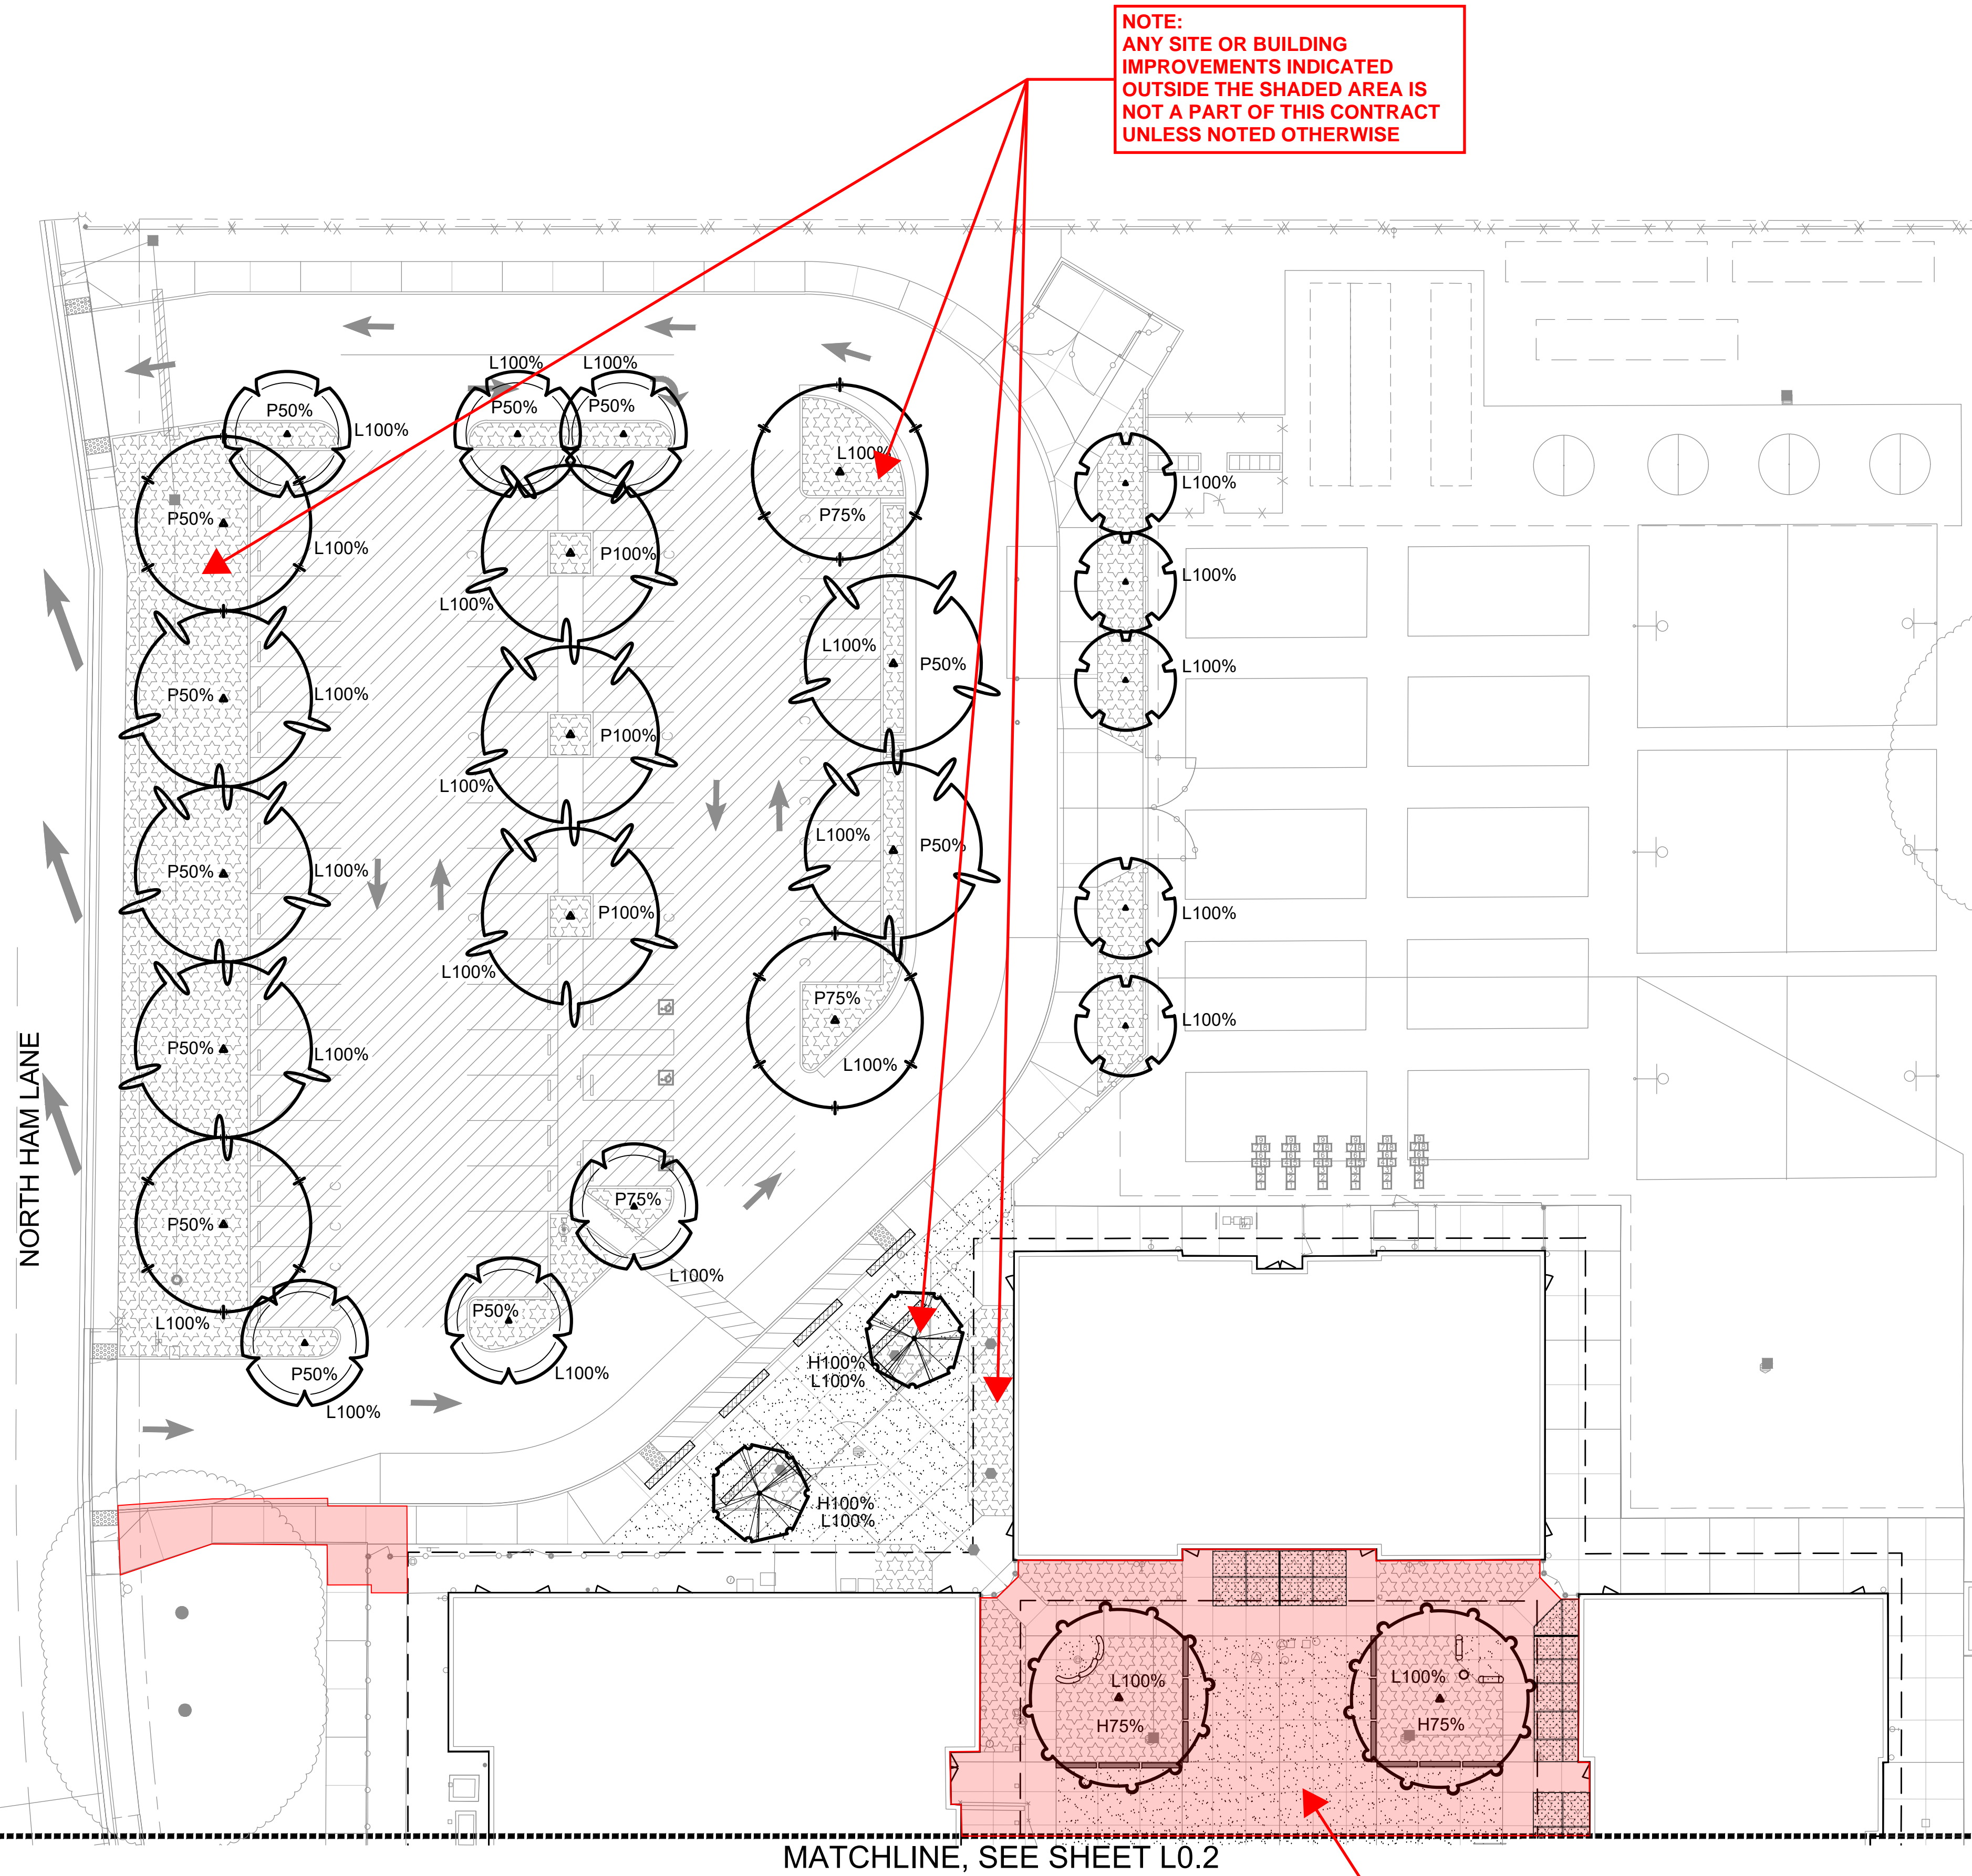 NOTE:
ANY SITE OR BUILDING
IMPROVEMENTS INDICATED
OUTSIDE THE SHADED AREA IS
NOT A PART OF THIS CONTRACT
UNLESS NOTED OTHERWISE
L100% L100%
P50% P50% P50%
L100%
L100%
L100%
P50% P75%
L100%
P100%
L100%
L100%
L100%
L100%
P50% L100%
L100%
P50%
P100%
L100%
L100%
P50%
P50% L100%
P100%
L100%
L100%
P75%
L100%
P50% L100%
L100%
NORTH HAM LANE
P75%
P50%
L100%
P50%
L100%
H100%
L100%
P50%
L100%
L100%
H100%
L100%
L100% L100%
H75% H75%
MATCHLINE, SEE SHEET L0.2